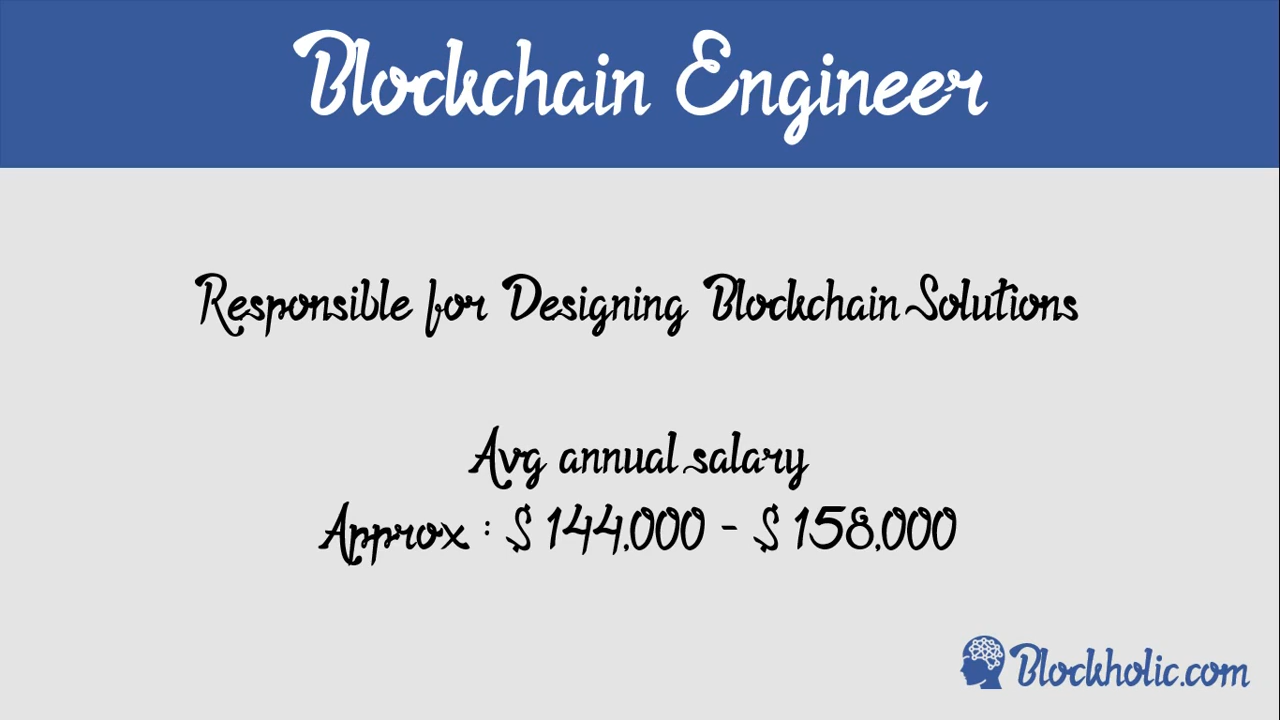 Blockchain Engineer
Responsible for Designing Blockchain Solutions
Avg annual salary
Approx : $ 144,000 - $ 158,000
Blockholic.com